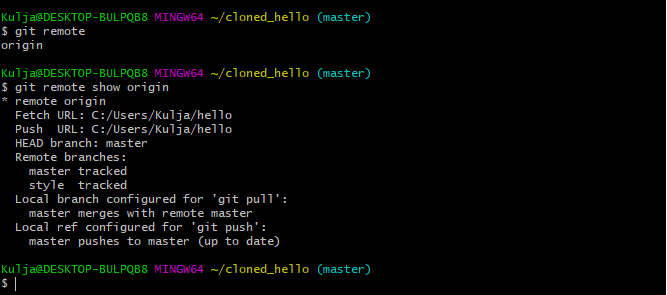 Kulja@DESKTOP-BULPQB8 MINGW64 ~/cloned_hello (master)
$ git remote
origin

Kulja@DESKTOP-BULPQB8 MINGW64 ~/cloned_hello (master)
$ git remote show origin
* remote origin
  Fetch URL: C:/Users/Kulja/hello
  Push  URL: C:/Users/Kulja/hello
  HEAD branch: master
  Remote branches:
    master tracked
    style  tracked
  Local branch configured for 'git pull':
    master merges with remote master
  Local ref configured for 'git push':
    master pushes to master (up to date)

Kulja@DESKTOP-BULPQB8 MINGW64 ~/cloned_hello (master)
$